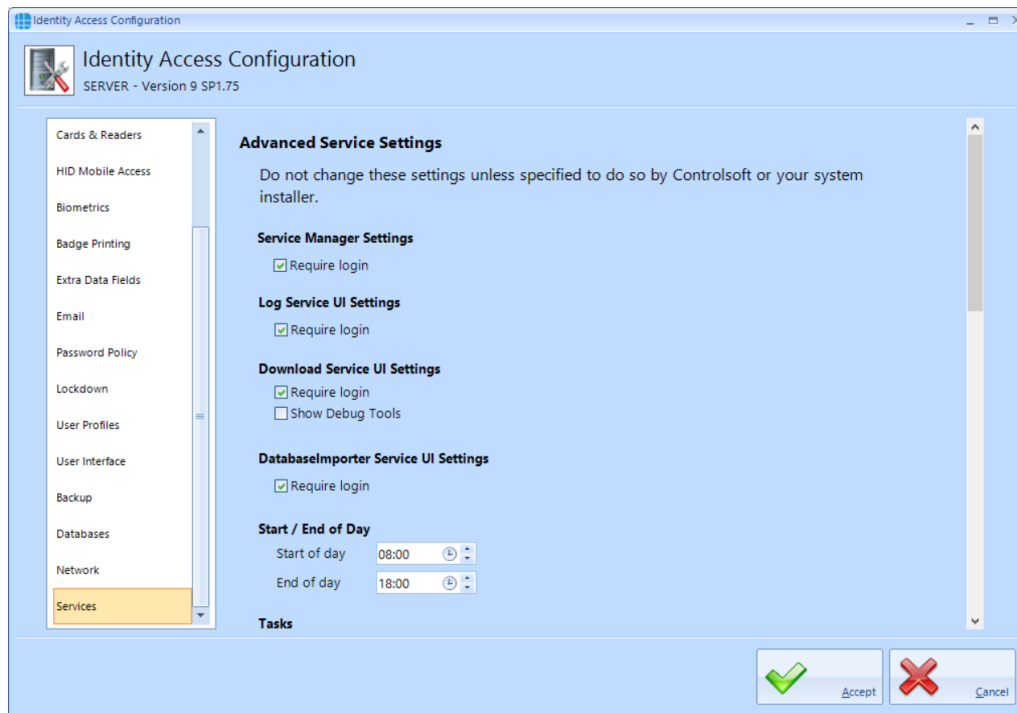 Identity Access Configuration
Identity Access Configuration
SERVER - Version 9 SP1.75
Cards & Readers
HID Mobile Access
Biometrics
Badge Printing
Extra Data Fields
Email
Password Policy
Lockdown
User Profiles
User Interface
Backup
Databases
Network
Services
Advanced Service Settings
Do not change these settings unless specified to do so by Controlsoft or your system
installer.
Service Manager Settings
Require login
Log Service UI Settings
Require login
Download Service UI Settings
Require login
Show Debug Tools
DatabaseImporter Service UI Settings
Require login
Start / End of Day
Start of day 08:00
End of day 18:00
Tasks
Accept
Cancel